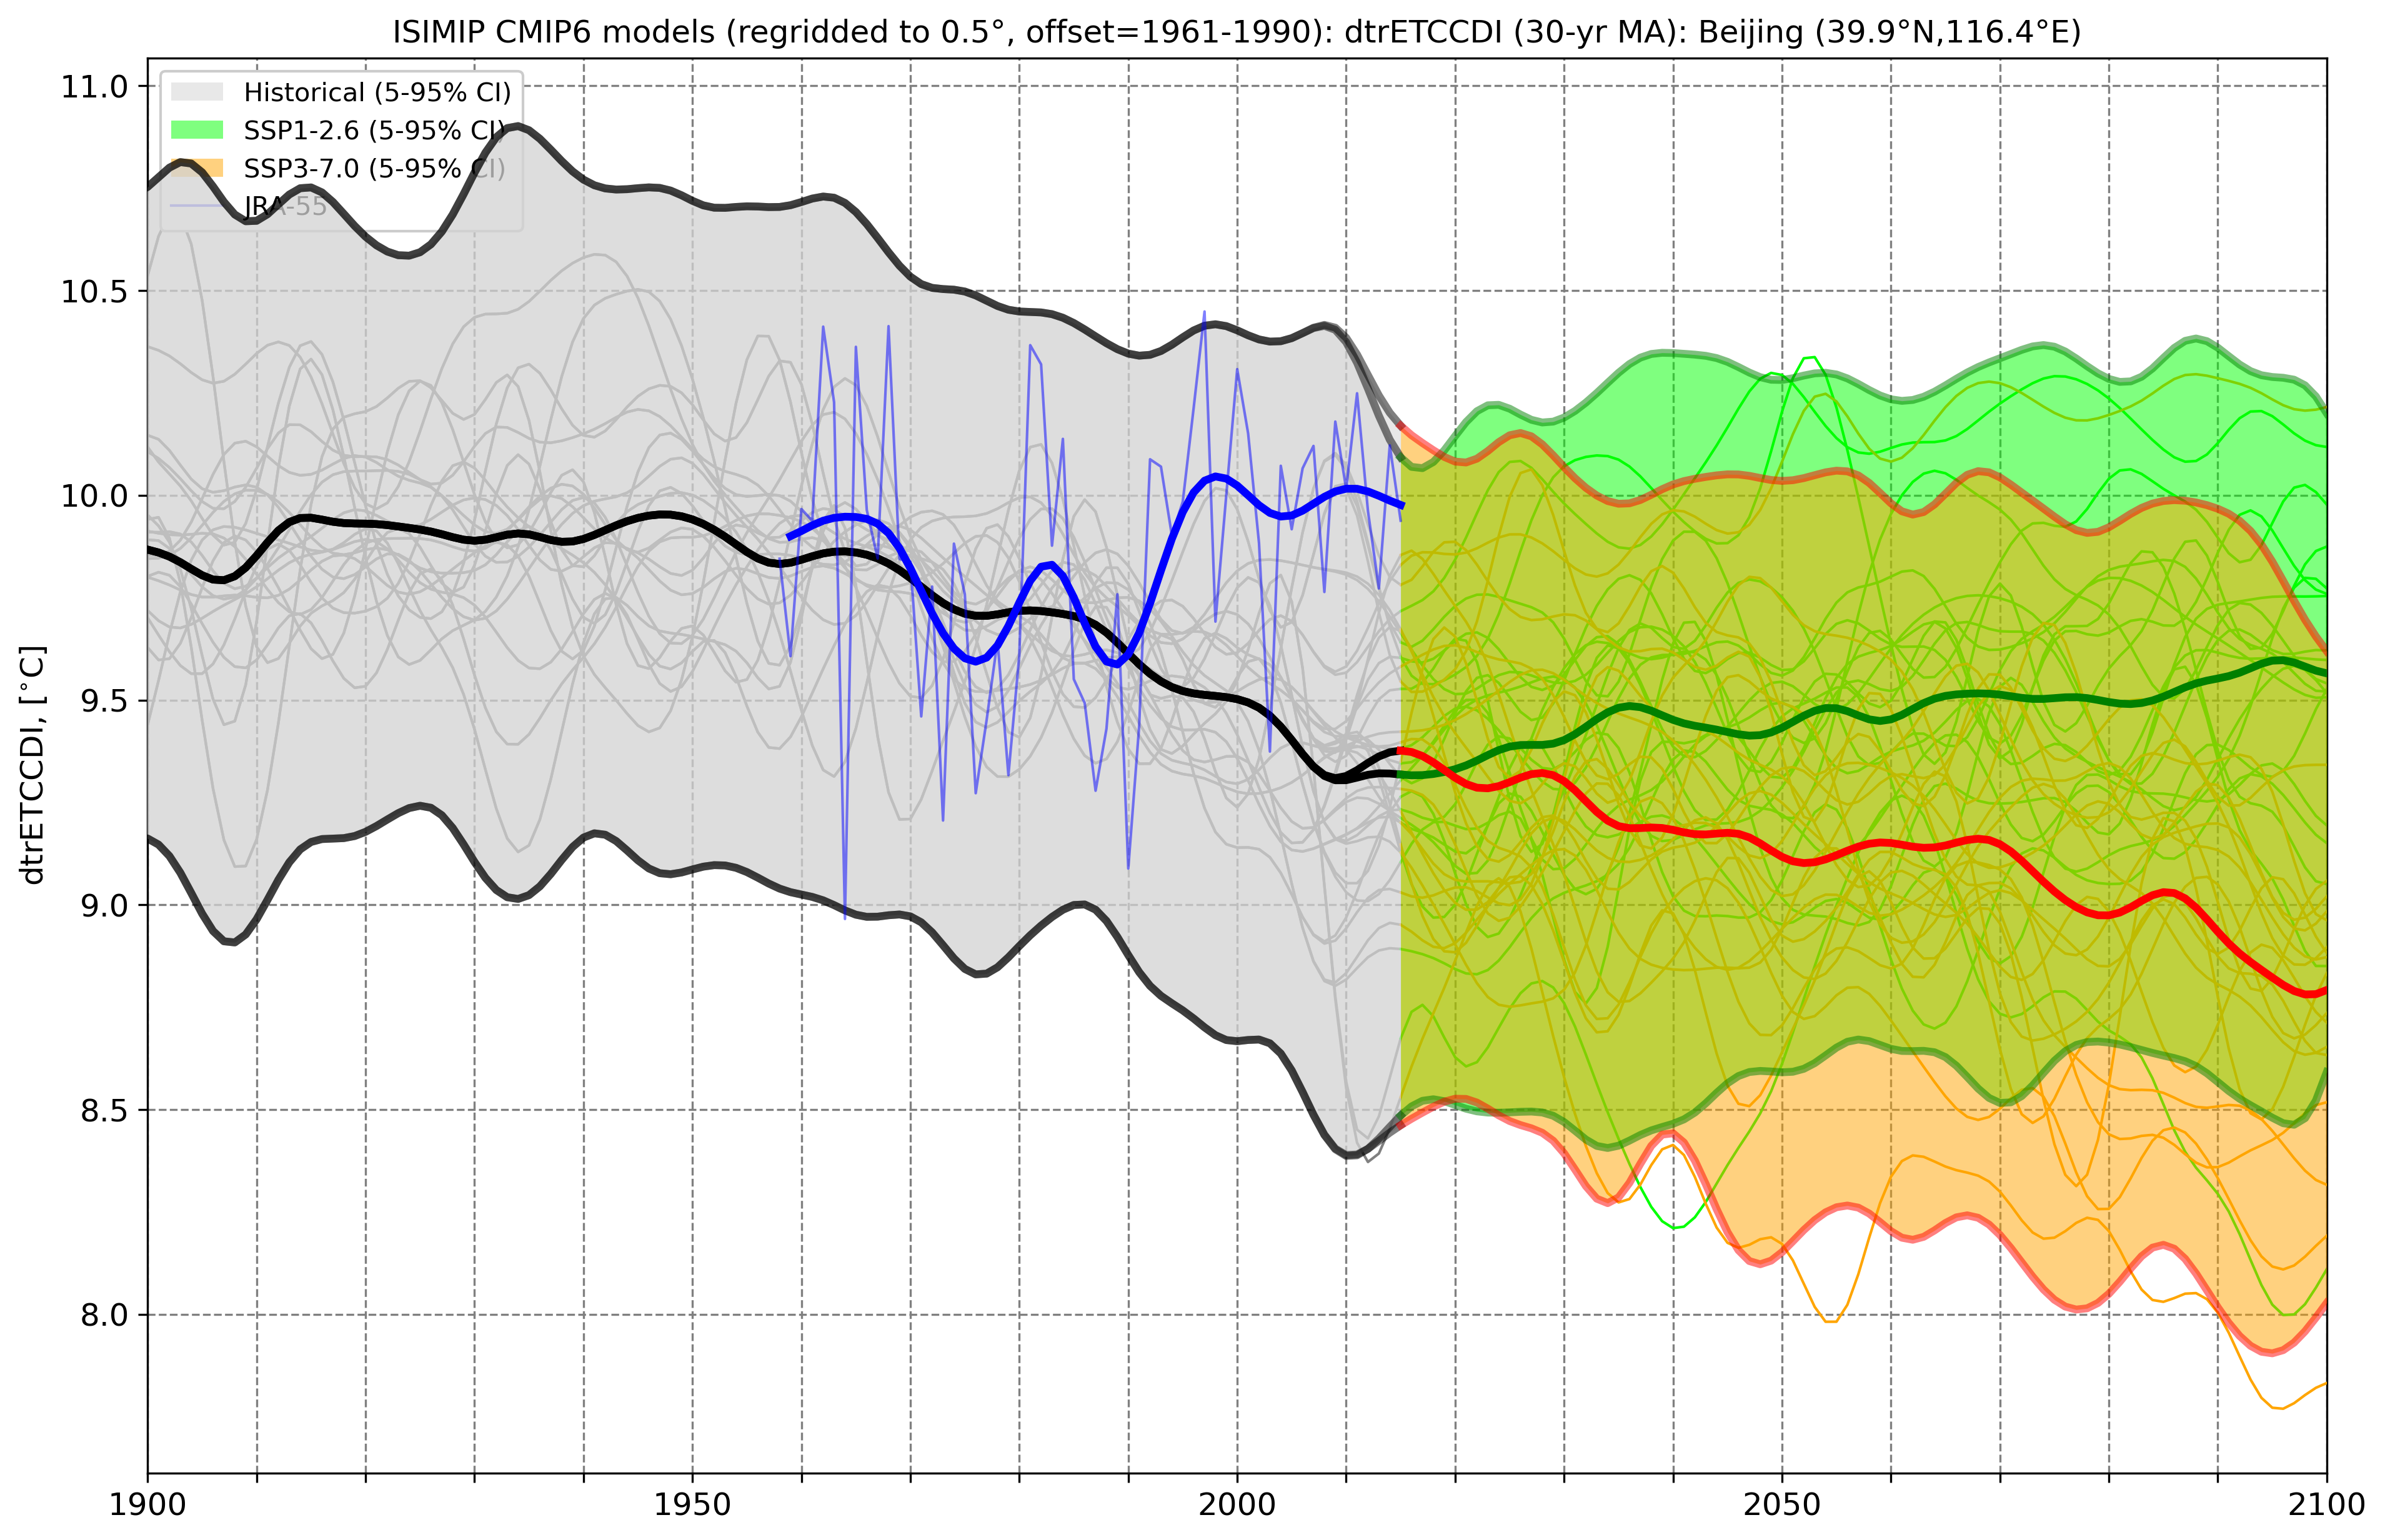 ISIMIP CMIP6 models (regridded to 0.5°, offset=1961-1990): dtrETCCDI (30-yr MA): Beijing (39.9°N,116.4°E)
Historical (5-95% CI)
SSP1-2.6 (5-95% CI)
SSP3-7.0 (5-95% CI)
JRA-55
dtrETCCDI, [°C]
11.0
10.5
10.0
9.5
9.0
8.5
8.0
1900
1950
2000
2050
2100